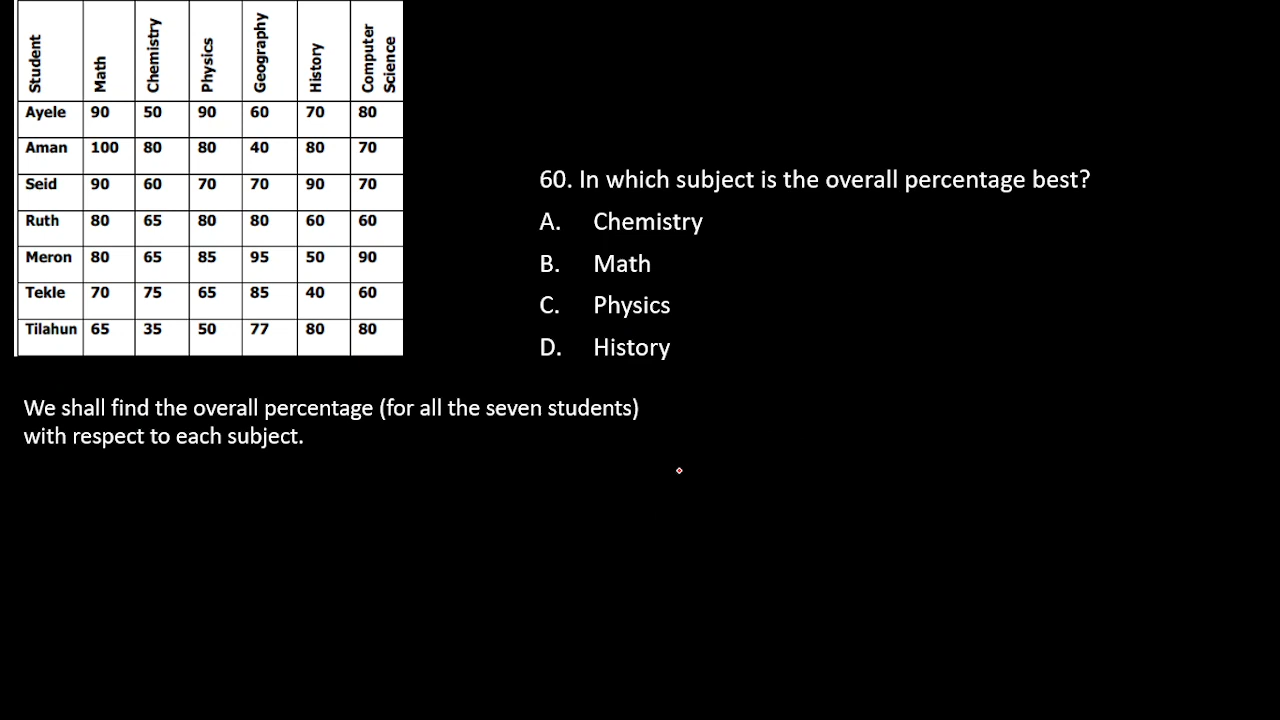 Student Math Chemistry Physics Geography History Computer Science
Ayele 90 50 90 60 70 80
Aman 100 80 80 40 80 70
Seid 90 60 70 70 90 70
Ruth 80 65 80 80 60 60
Meron 80 65 85 95 50 90
Tekle 70 75 65 85 40 60
Tilahun 65 35 50 77 80 80
60. In which subject is the overall percentage best?
A. Chemistry
B. Math
C. Physics
D. History
We shall find the overall percentage (for all the seven students)
with respect to each subject.